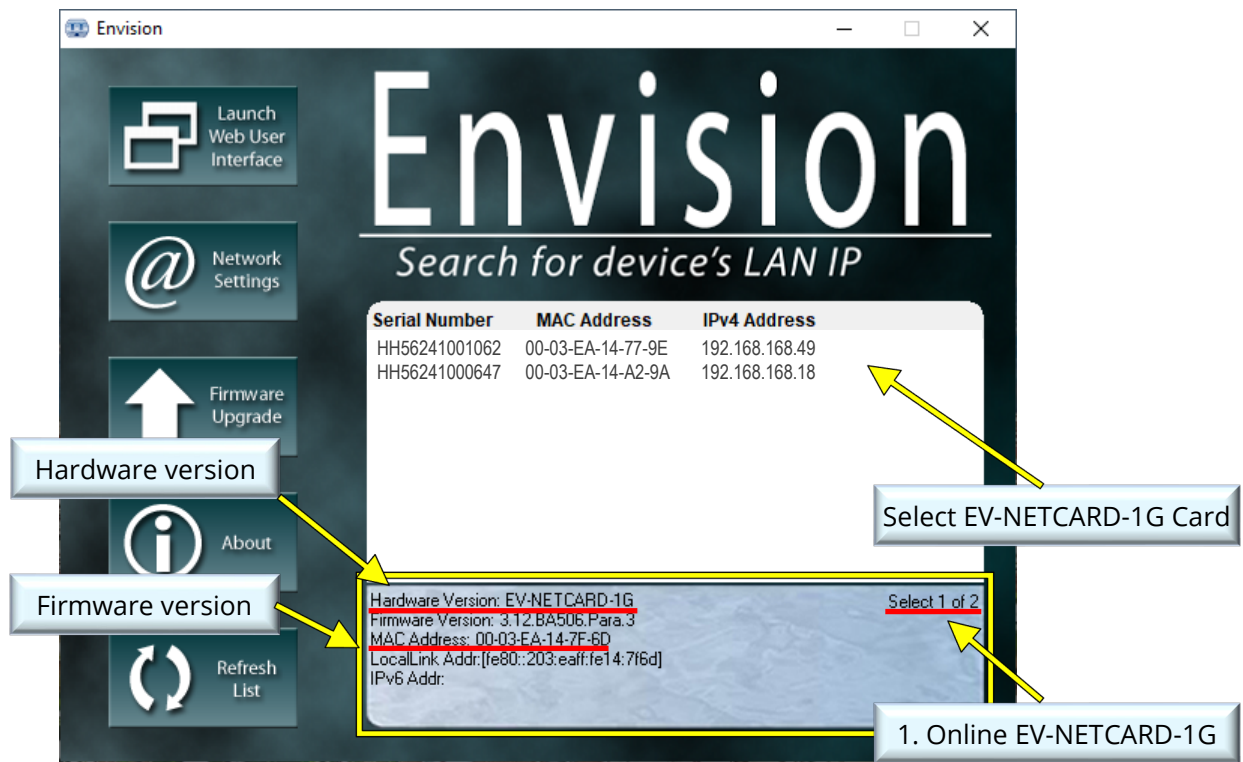 Envision
Launch
Web User
Interface
Envision
Search for device's LAN IP
@
Network
Settings
Serial Number MAC Address IPv4 Address
HH56241001062 00-03-EA-14-77-9E 192.168.168.49
HH56241000647 00-03-EA-14-A2-9A 192.168.168.18
Firmware
Upgrade
Hardware version
Select EV-NETCARD-1G Card
About
Firmware version
Hardware Version: EV-NETCARD-1G
Select 1 of 2
Firmware Version: 3.12.BA506.Para.3
MAC Address: 00-03-EA-14-7F-6D
LocalLink Addr:[fe80::203:eaff:fe14:7f6d]
IPv6 Addr:
Refresh
List
1. Online EV-NETCARD-1G